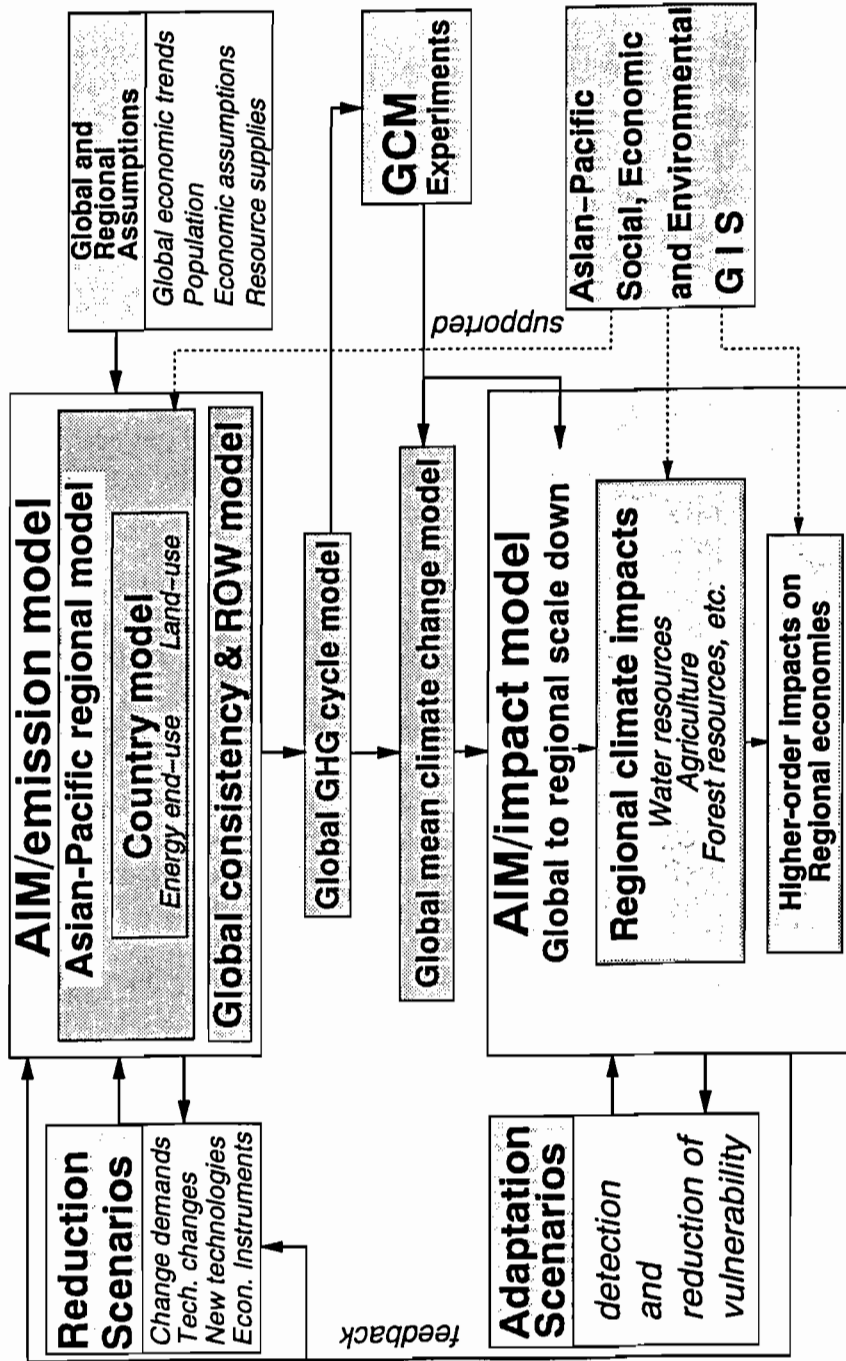 AIM/emission model
Asian-Pacific regional model
Country model
Energy end-use Land-use
Global consistency & ROW model
Global and
Regional
Assumptions
Global economic trends
Population
Economic assumptions
Resource supplies
Reduction
Scenarios
Change demands
Tech. changes
New technologies
Econ. Instruments
Global GHG cycle model
GCM
Experiments
Global mean climate change model
supported
feedback
AIM/impact model
Global to regional scale down
Regional climate impacts
Water resources
Agriculture
Forest resources, etc.
Higher-order Impacts on
Regional economies
Adaptation
Scenarios
detection
and
reduction of
vulnerability
Asian-Pacific
Social, Economic
and Environmental
G I S